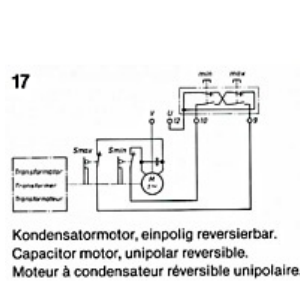 17
min max
V U
12 10 9
Smax Smin
M
1~
Transformator
Transformer
Transformateur
Kondensatormotor, einpolig reversierbar.
Capacitor motor, unipolar reversible.
Moteur à condensateur réversible unipolaire.